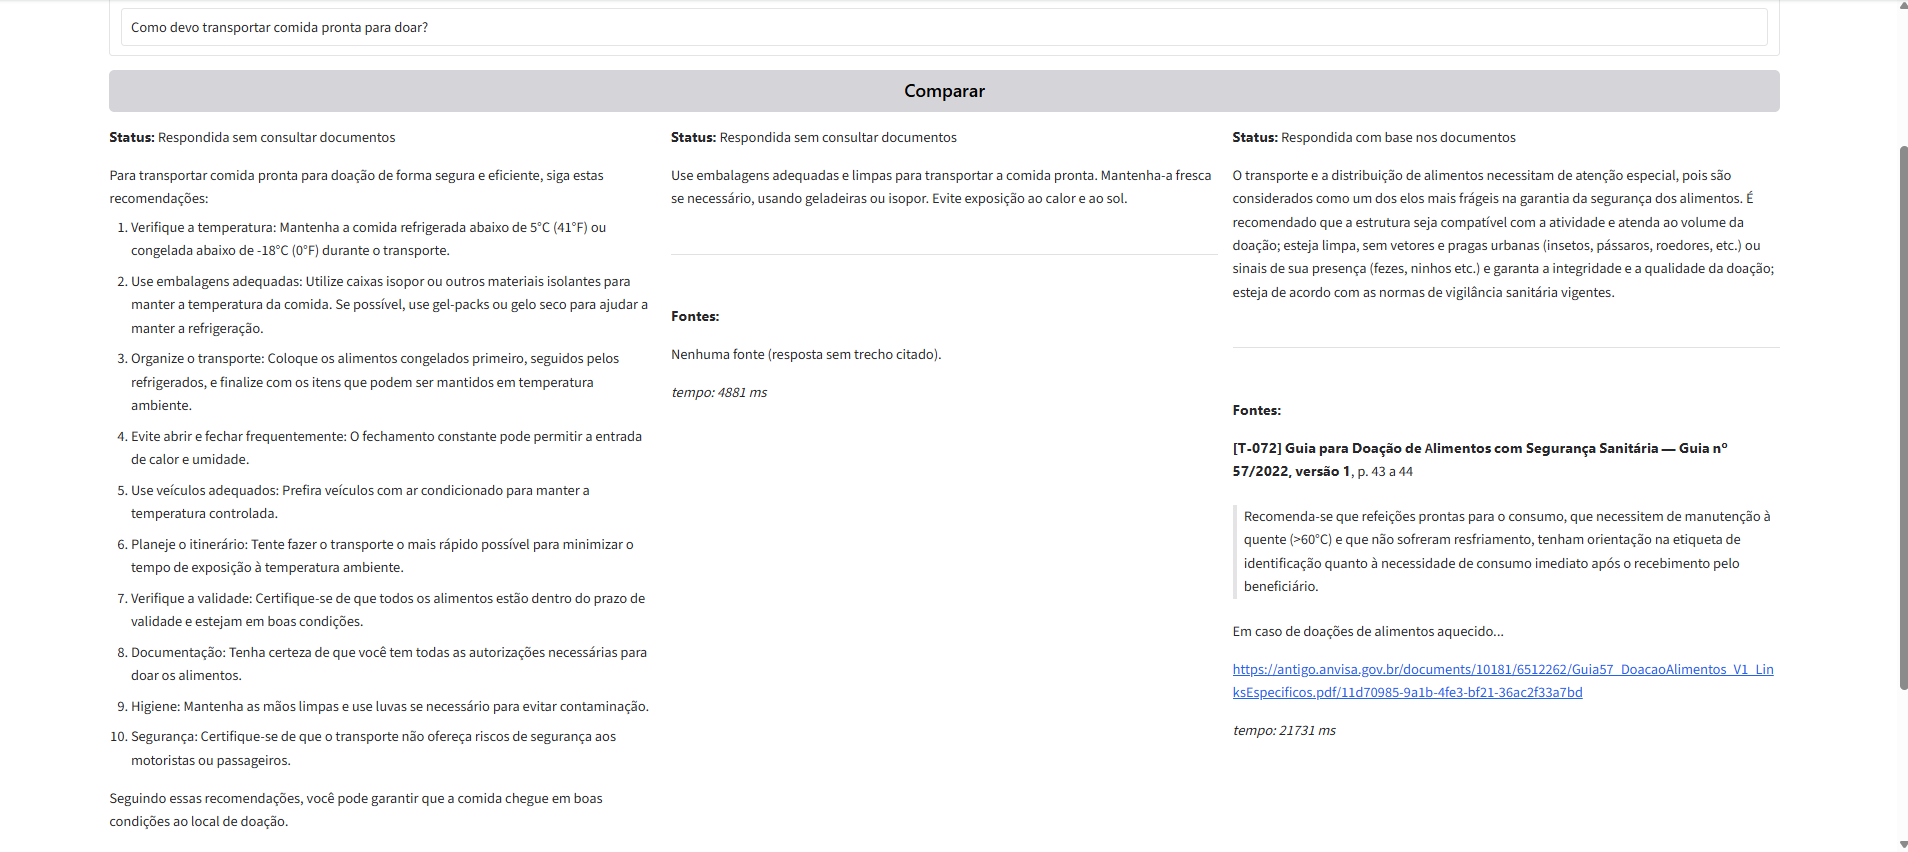 Como devo transportar comida pronta para doar?
Comparar
Status: Respondida sem consultar documentos
Para transportar comida pronta para doação de forma segura e eficiente, siga estas
recomendações:
1. Verifique a temperatura: Mantenha a comida refrigerada abaixo de 5°C (41°F) ou
congelada abaixo de -18°C (0°F) durante o transporte.
2. Use embalagens adequadas: Utilize caixas isopor ou outros materiais isolantes para
manter a temperatura da comida. Se possível, use gel-packs ou gelo seco para ajudar a
manter a refrigeração.
3. Organize o transporte: Coloque os alimentos congelados primeiro, seguidos pelos
refrigerados, e finalize com os itens que podem ser mantidos em temperatura
ambiente.
4. Evite abrir e fechar frequentemente: O fechamento constante pode permitir a entrada
de calor e umidade.
5. Use veículos adequados: Prefira veículos com ar condicionado para manter a
temperatura controlada.
6. Planeje o itinerário: Tente fazer o transporte o mais rápido possível para minimizar o
tempo de exposição à temperatura ambiente.
7. Verifique a validade: Certifique-se de que todos os alimentos estão dentro do prazo de
validade e estejam em boas condições.
8. Documentação: Tenha certeza de que você tem todas as autorizações necessárias para
doar os alimentos.
9. Higiene: Mantenha as mãos limpas e use luvas se necessário para evitar contaminação.
10. Segurança: Certifique-se de que o transporte não ofereça riscos de segurança aos
motoristas ou passageiros.
Seguindo essas recomendações, você pode garantir que a comida chegue em boas
condições ao local de doação.
Status: Respondida sem consultar documentos
Use embalagens adequadas e limpas para transportar a comida pronta. Mantenha-a fresca
se necessário, usando geladeiras ou isopor. Evite exposição ao calor e ao sol.
Fontes:
Nenhuma fonte (resposta sem trecho citado).
tempo: 4881 ms
Status: Respondida com base nos documentos
O transporte e a distribuição de alimentos necessitam de atenção especial, pois são
considerados como um dos elos mais frágeis na garantia da segurança dos alimentos. É
recomendado que a estrutura seja compatível com a atividade e atenda ao volume da
doação; esteja limpa, sem vetores e pragas urbanas (insetos, pássaros, roedores, etc.) ou
sinais de sua presença (fezes, ninhos etc.) e garanta a integridade e a qualidade da doação;
esteja de acordo com as normas de vigilância sanitária vigentes.
Fontes:
[T-072] Guia para Doação de Alimentos com Segurança Sanitária — Guia nº
57/2022, versão 1, p. 43 a 44
Recomenda-se que refeições prontas para o consumo, que necessitem de manutenção à
quente (>60°C) e que não sofreram resfriamento, tenham orientação na etiqueta de
identificação quanto à necessidade de consumo imediato após o recebimento pelo
beneficiário.
Em caso de doações de alimentos aquecido...
https://antigo.anvisa.gov.br/documents/10181/6512262/Guia57_DoacaoAlimentos_V1_Lin
ksEspecificos.pdf/11d70985-9a1b-4fe3-bf21-36ac2f33a7bd
tempo: 21731 ms